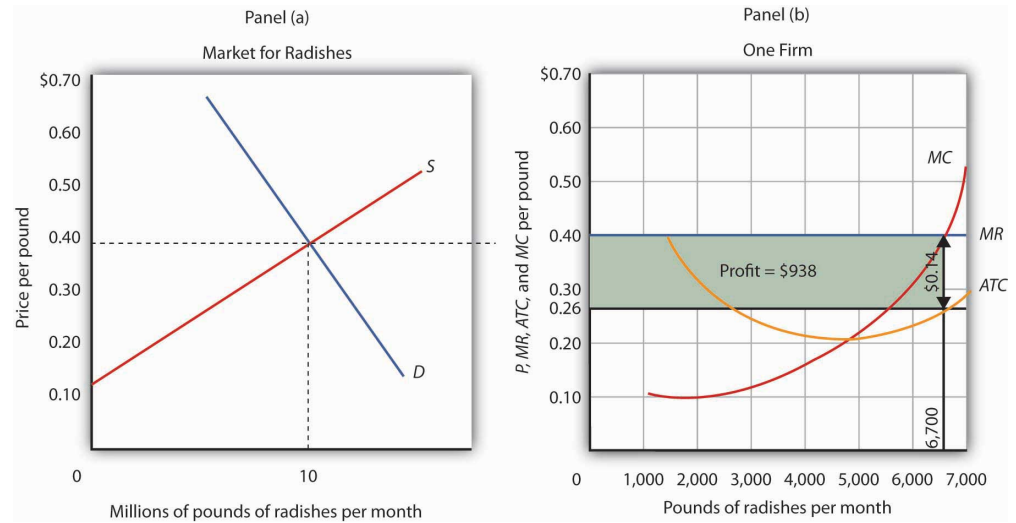 Panel (a)
Market for Radishes
Price per pound
$0.70
0.60
0.50
0.40
0.30
0.20
0.10
0
S
D
10
Millions of pounds of radishes per month
Panel (b)
One Firm
P, MR, ATC, and MC per pound
$0.70
0.60
0.50
0.40
0.30
0.26
0.20
0.10
0
MC
MR
ATC
Profit = $938
$0.14
6,700
1,000 2,000 3,000 4,000 5,000 6,000 7,000
Pounds of radishes per month